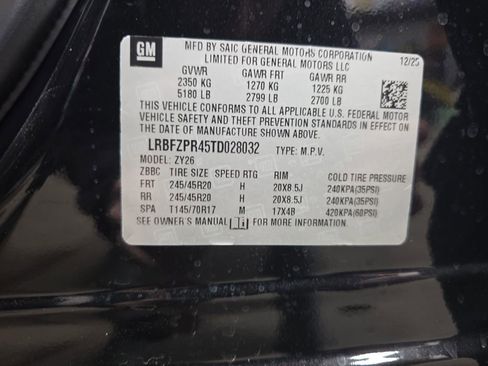 GM
MFD BY SAIC GENERAL MOTORS CORPORATION 12/25
LIMITED FOR GENERAL MOTORS LLC
GVWR GAWR FRT GAWR RR
2350 KG 1270 KG 1225 KG
5180 LB 2799 LB 2700 LB
THIS VEHICLE CONFORMS TO ALL APPLICABLE U.S. FEDERAL MOTOR
VEHICLE SAFETY AND THEFT PREVENTION STANDARDS IN EFFECT
ON THE DATE OF MANUFACTURE SHOWN ABOVE.
LRBFZPR45TD028032 TYPE: M.P.V.
MODEL: ZY26
ZBBC TIRE SIZE SPEED RTG RIM COLD TIRE PRESSURE
FRT 245/45R20 H 20X8.5J 240KPA(35PSI)
RR 245/45R20 H 20X8.5J 240KPA(35PSI)
SPA T145/70R17 M 17X4B 420KPA(60PSI)
SEE OWNER'S MANUAL FOR MORE INFORMATION.